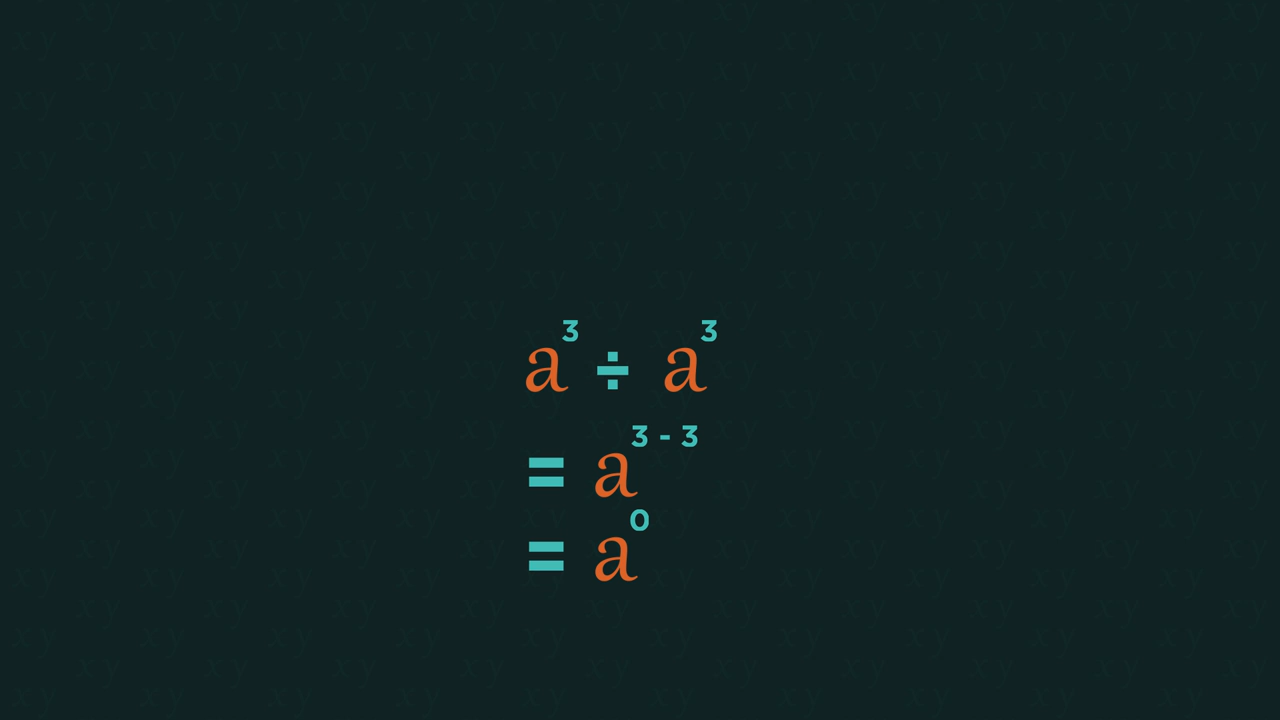 a³ ÷ a³
= a³ ⁻ ³
= a⁰